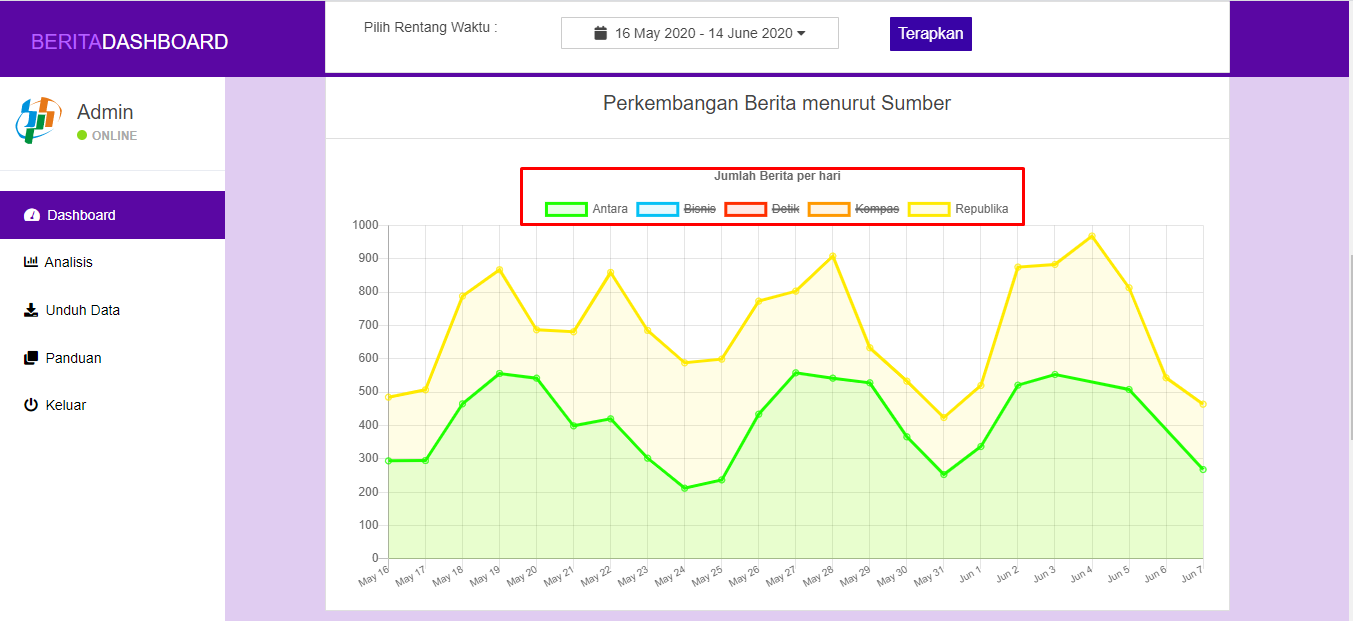 BERITADASHBOARD
Pilih Rentang Waktu :
16 May 2020 - 14 June 2020
Terapkan
Admin
ONLINE
Dashboard
Analisis
Unduh Data
Panduan
Keluar
Perkembangan Berita menurut Sumber
Jumlah Berita per hari
Antara Bisnis Detik Kompas Republika
1000
900
800
700
600
500
400
300
200
100
0
May 16 May 17 May 18 May 19 May 20 May 21 May 22 May 23 May 24 May 25 May 26 May 27 May 28 May 29 May 30 May 31 Jun 1 Jun 2 Jun 3 Jun 4 Jun 5 Jun 6 Jun 7